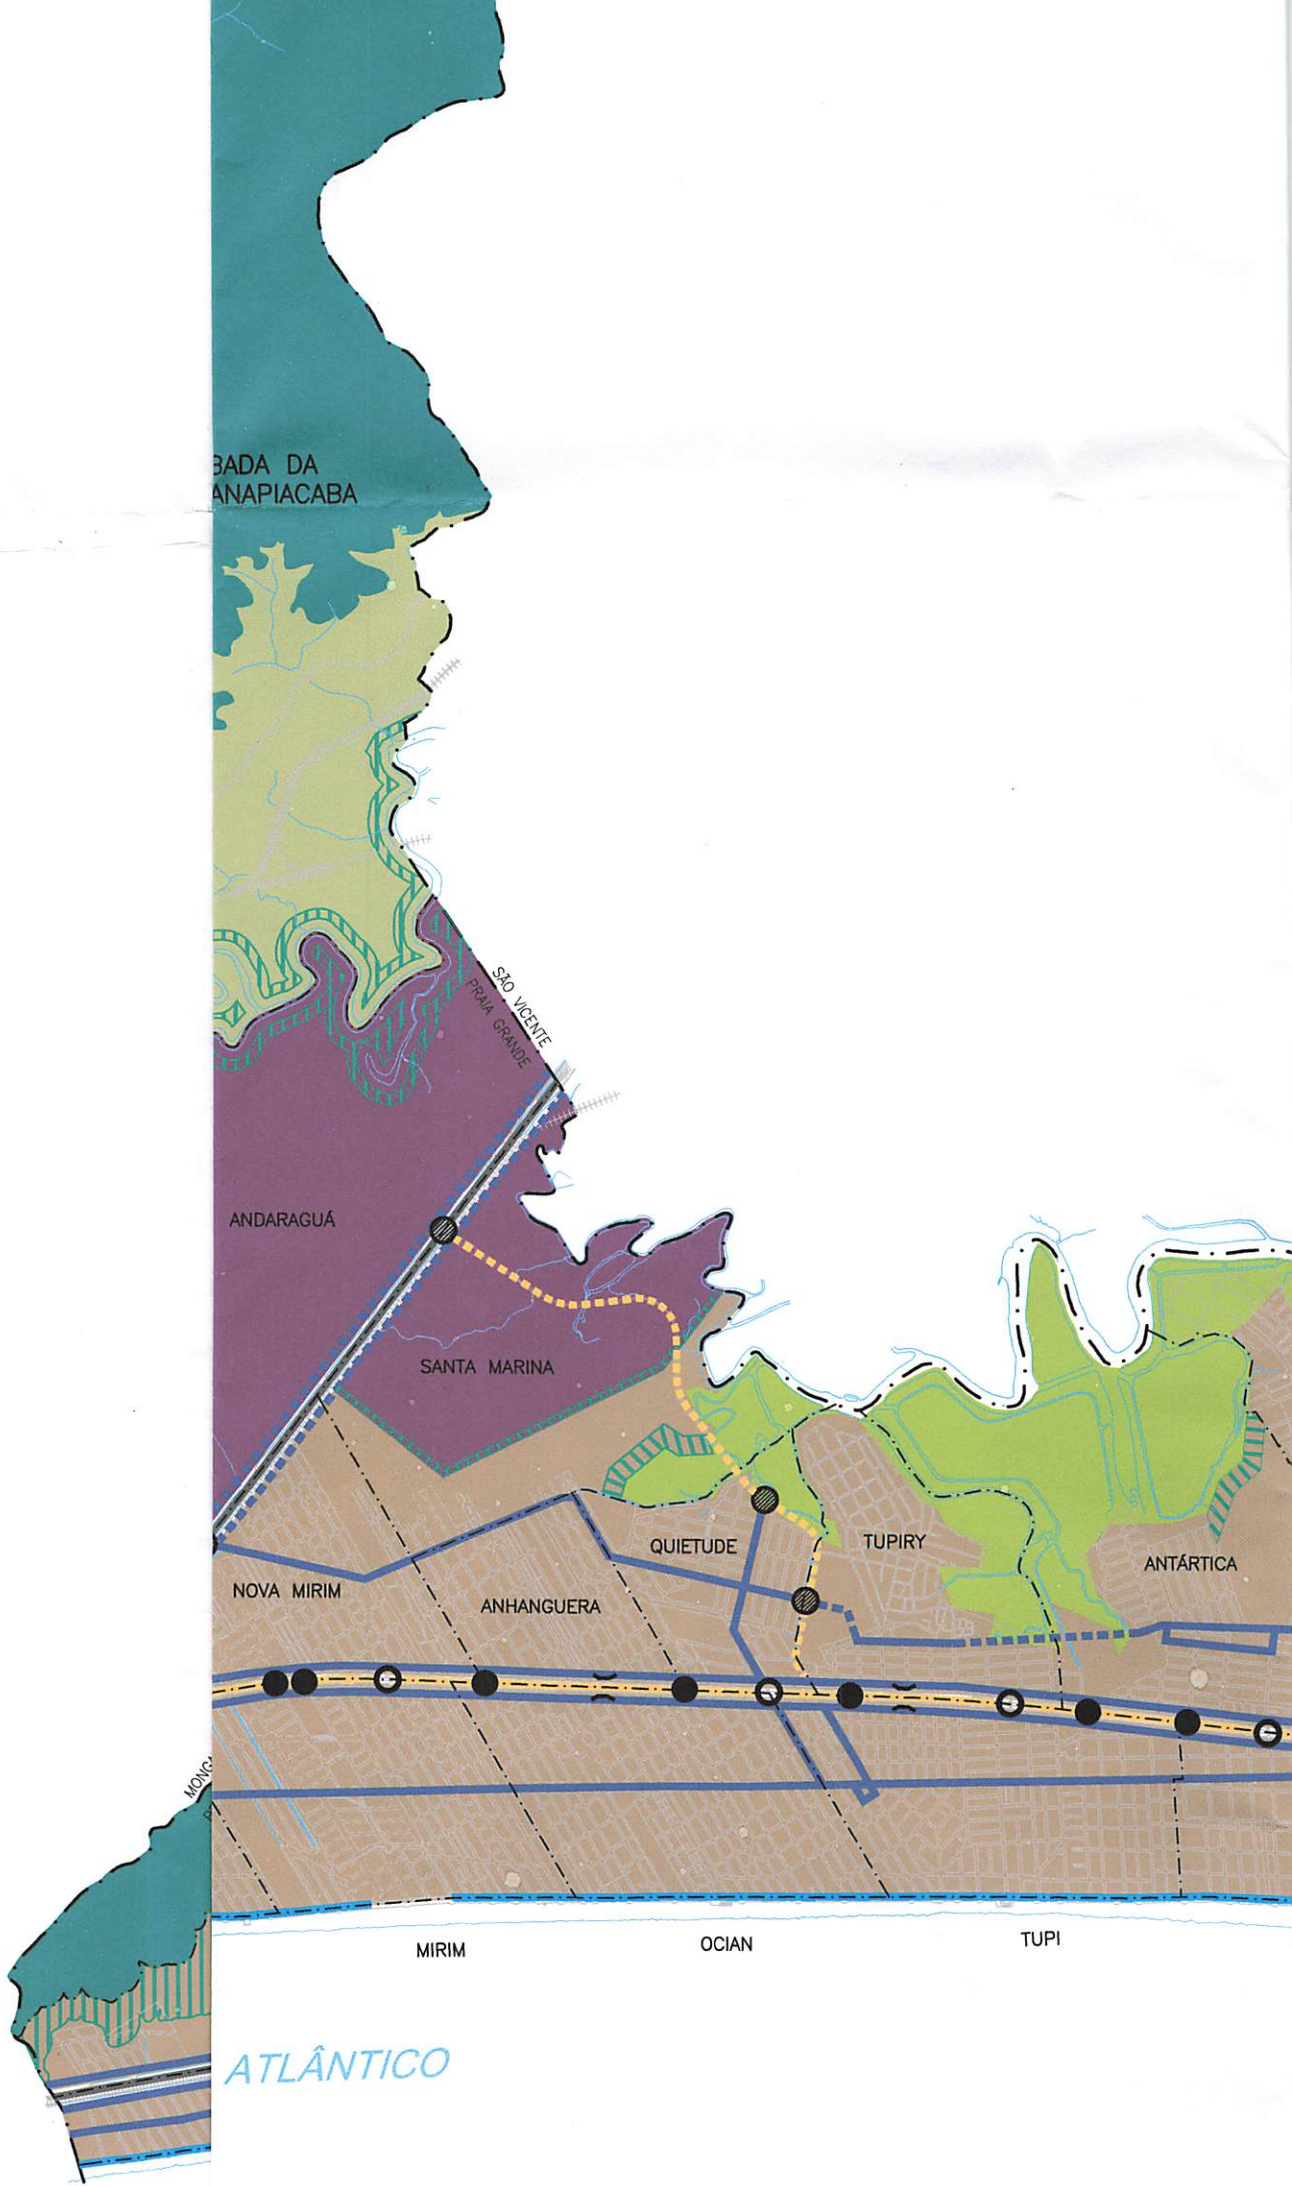 BADA DA
ANAPIACABA
SÃO VICENTE
PRAIA GRANDE
ANDARAGUÁ
SANTA MARINA
QUIETUDE
TUPIRY
ANTÁRTICA
NOVA MIRIM
ANHANGUERA
MONGA
MIRIM
OCIAN
TUPI
ATLÂNTICO